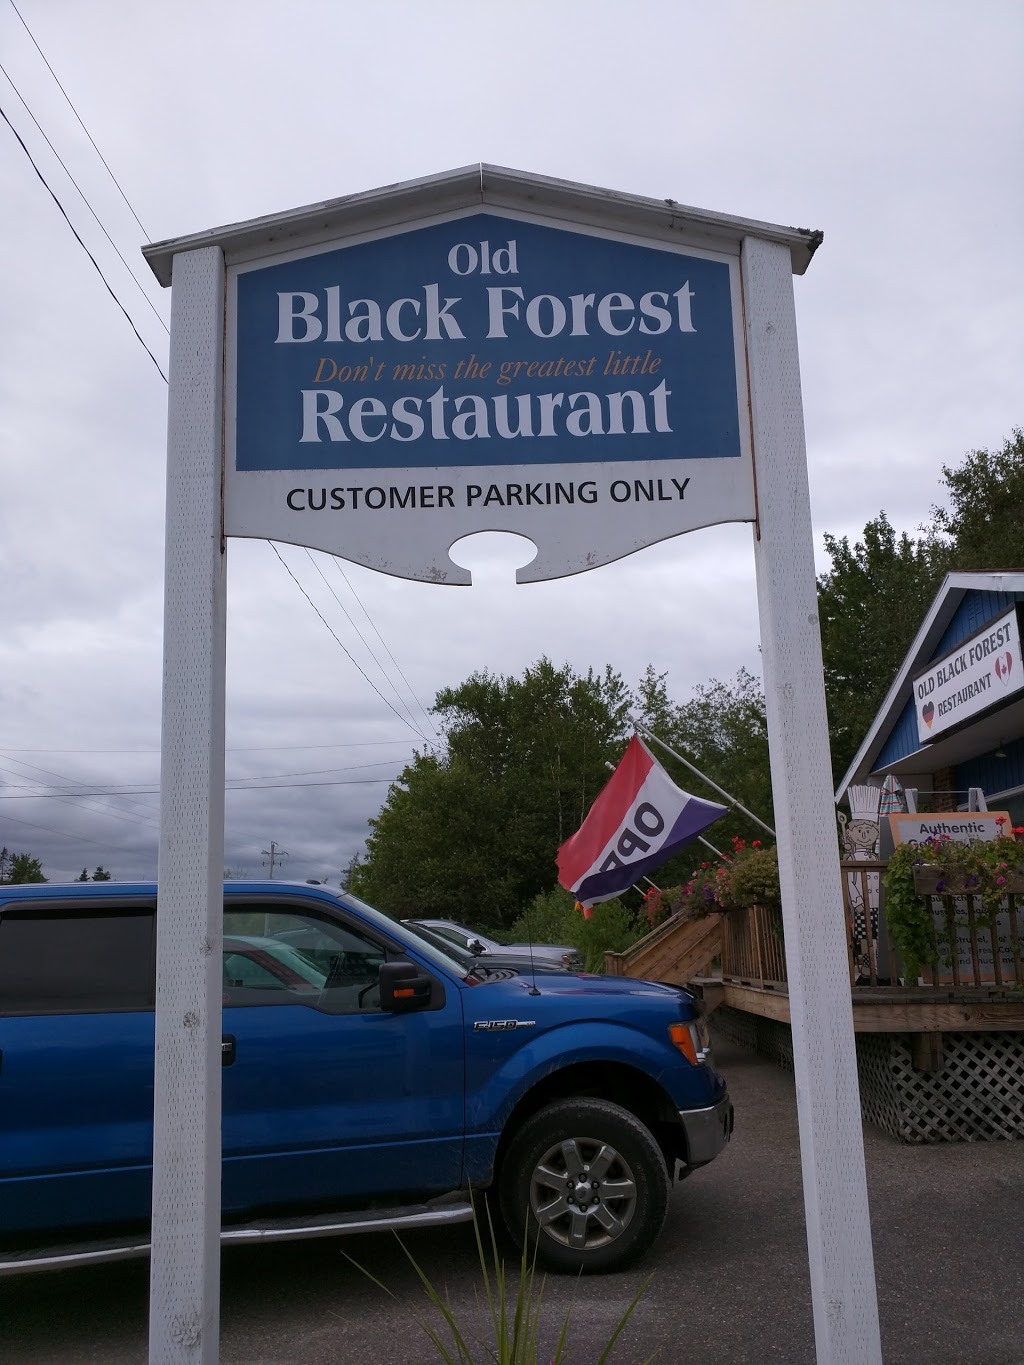 Old
Black Forest
Don't miss the greatest little
Restaurant
CUSTOMER PARKING ONLY
OLD BLACK FOREST
RESTAURANT
OPE
F-150
Authentic